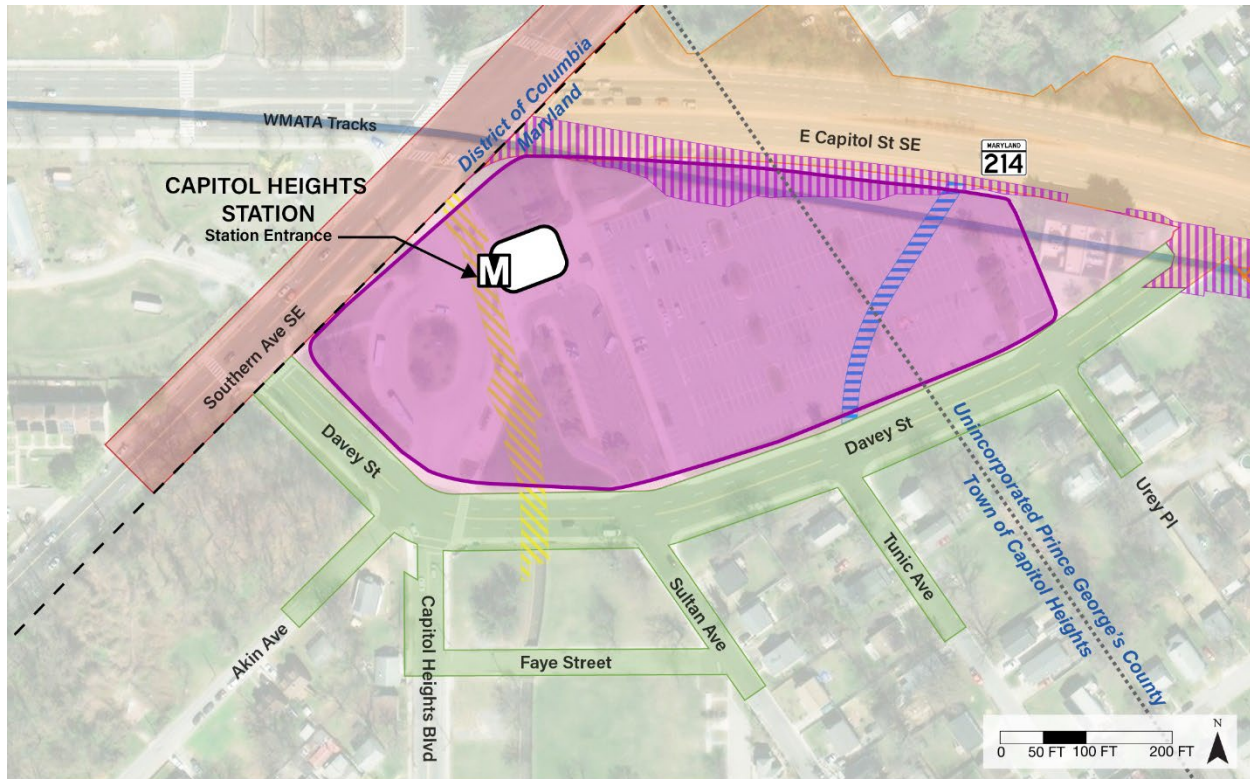 WMATA Tracks
District of Columbia
Maryland
E Capitol St SE
MARYLAND
214
CAPITOL HEIGHTS
STATION
Station Entrance
M
Southern Ave SE
Davey St
Davey St
Unincorporated Prince George's County
Town of Capitol Heights
Urey Pl
Tunic Ave
Sultan Ave
Akin Ave
Capitol Heights Blvd
Faye Street
N
0 50 FT 100 FT 200 FT